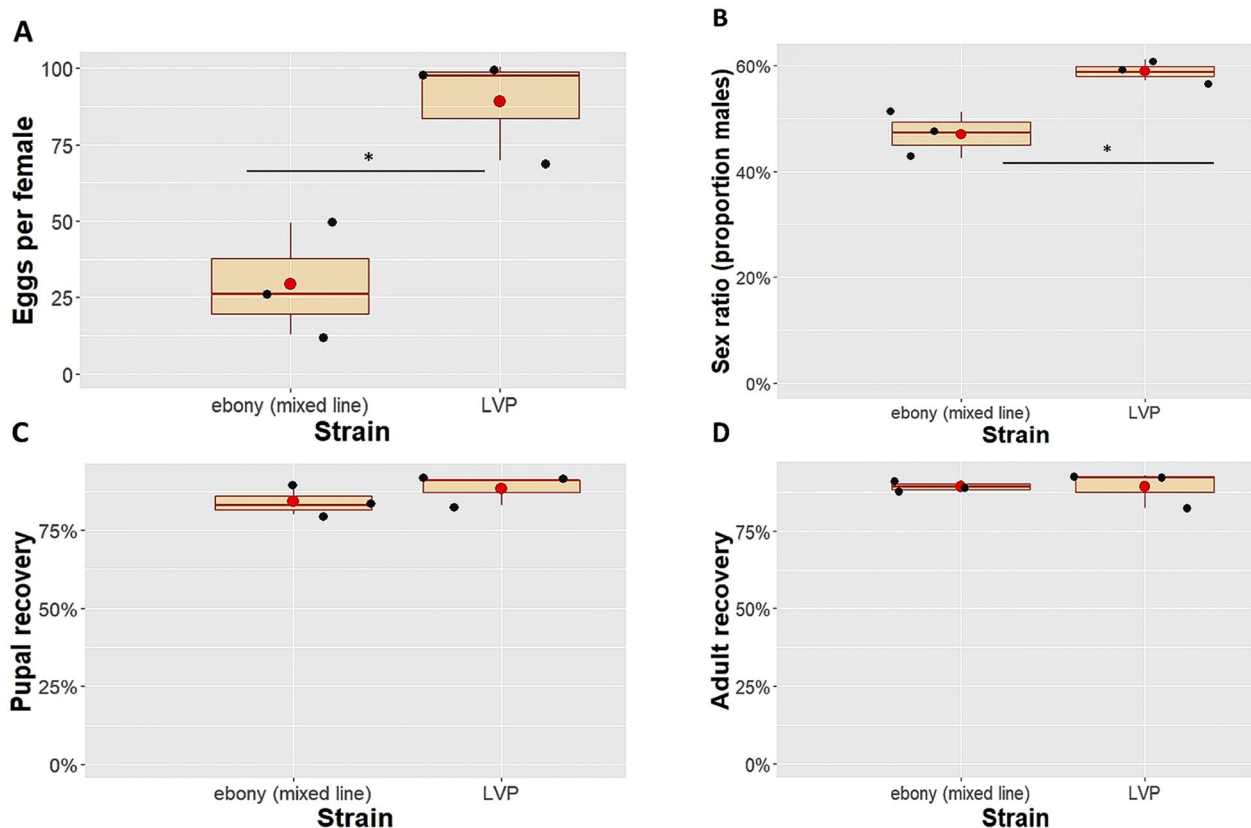 A
Eggs per female
100
75
50
25
0
*
ebony (mixed line) LVP
Strain
B
Sex ratio (proportion males)
60%
40%
20%
0%
*
ebony (mixed line) LVP
Strain
C
Pupal recovery
75%
50%
25%
0%
ebony (mixed line) LVP
Strain
D
Adult recovery
75%
50%
25%
0%
ebony (mixed line) LVP
Strain